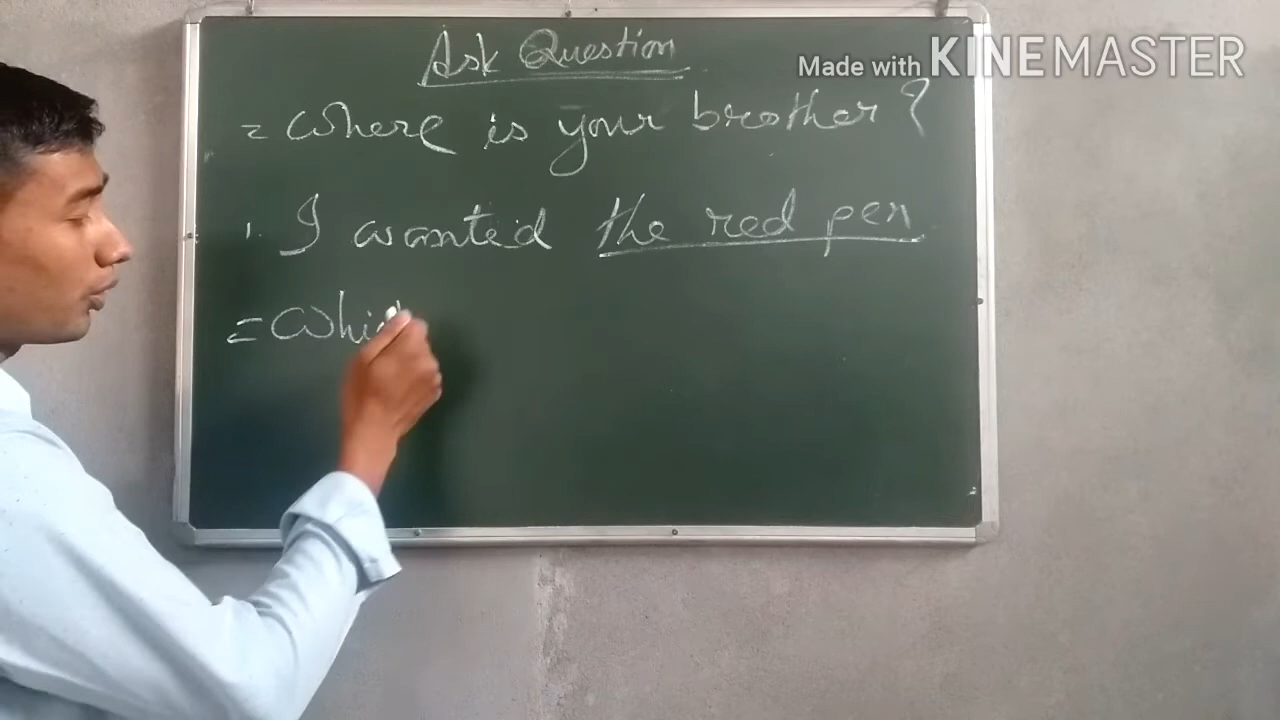 Ask Question
Made with KINEMASTER
= Where is your brother?
1. I wanted the red pen
= Whi